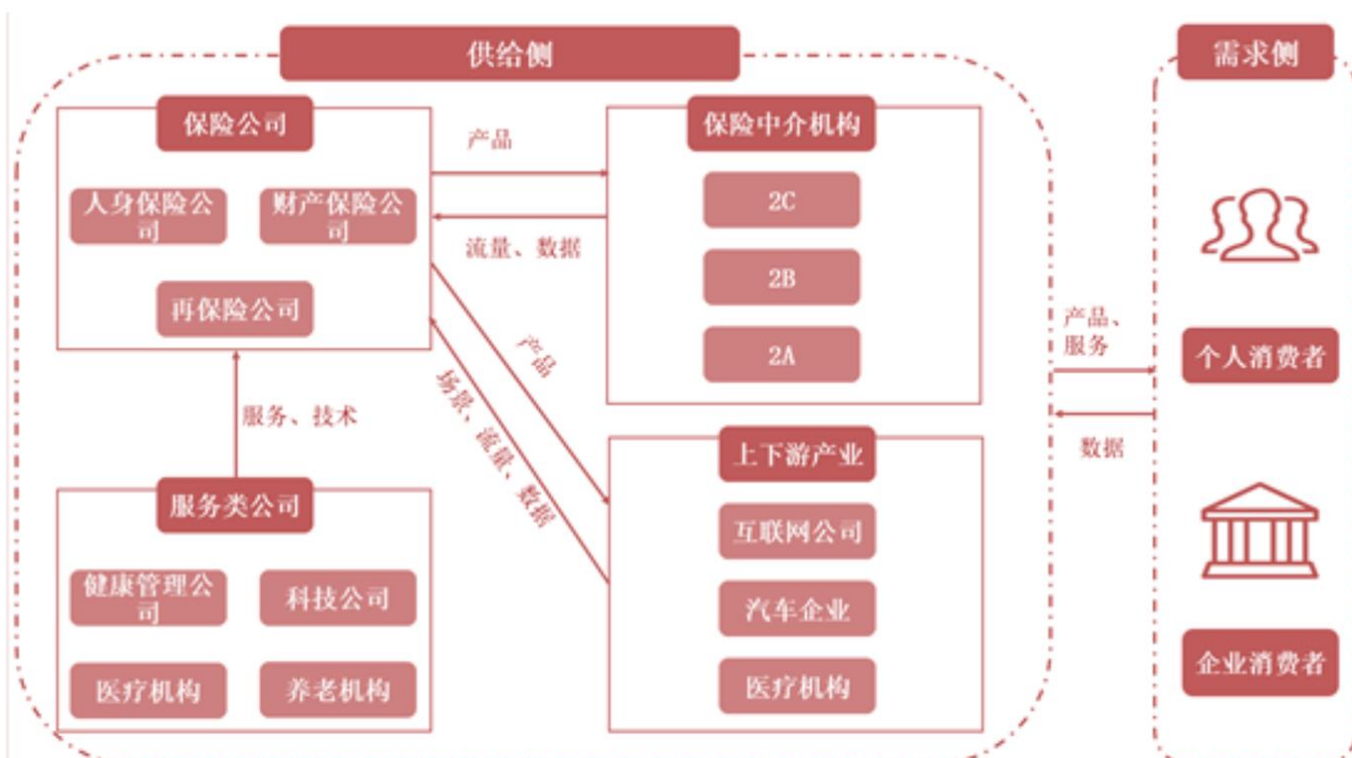 供给侧
需求侧
保险公司
人身保险公
司
财产保险公
司
再保险公司
产品
流量、数据
保险中介机构
2C
2B
2A
产品
场景、流量、数据
服务、技术
服务类公司
健康管理公
司
科技公司
医疗机构
养老机构
上下游产业
互联网公司
汽车企业
医疗机构
产品、
服务
数据
个人消费者
企业消费者